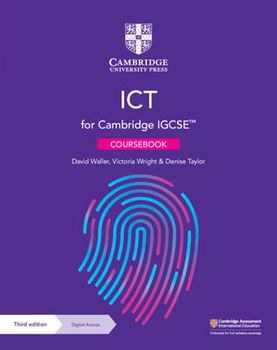 CAMBRIDGE
UNIVERSITY PRESS
ICT
for Cambridge IGCSE™
COURSEBOOK
David Waller, Victoria Wright & Denise Taylor
Third edition
Digital Access
Cambridge Assessment
International Education
Endorsed for full syllabus coverage